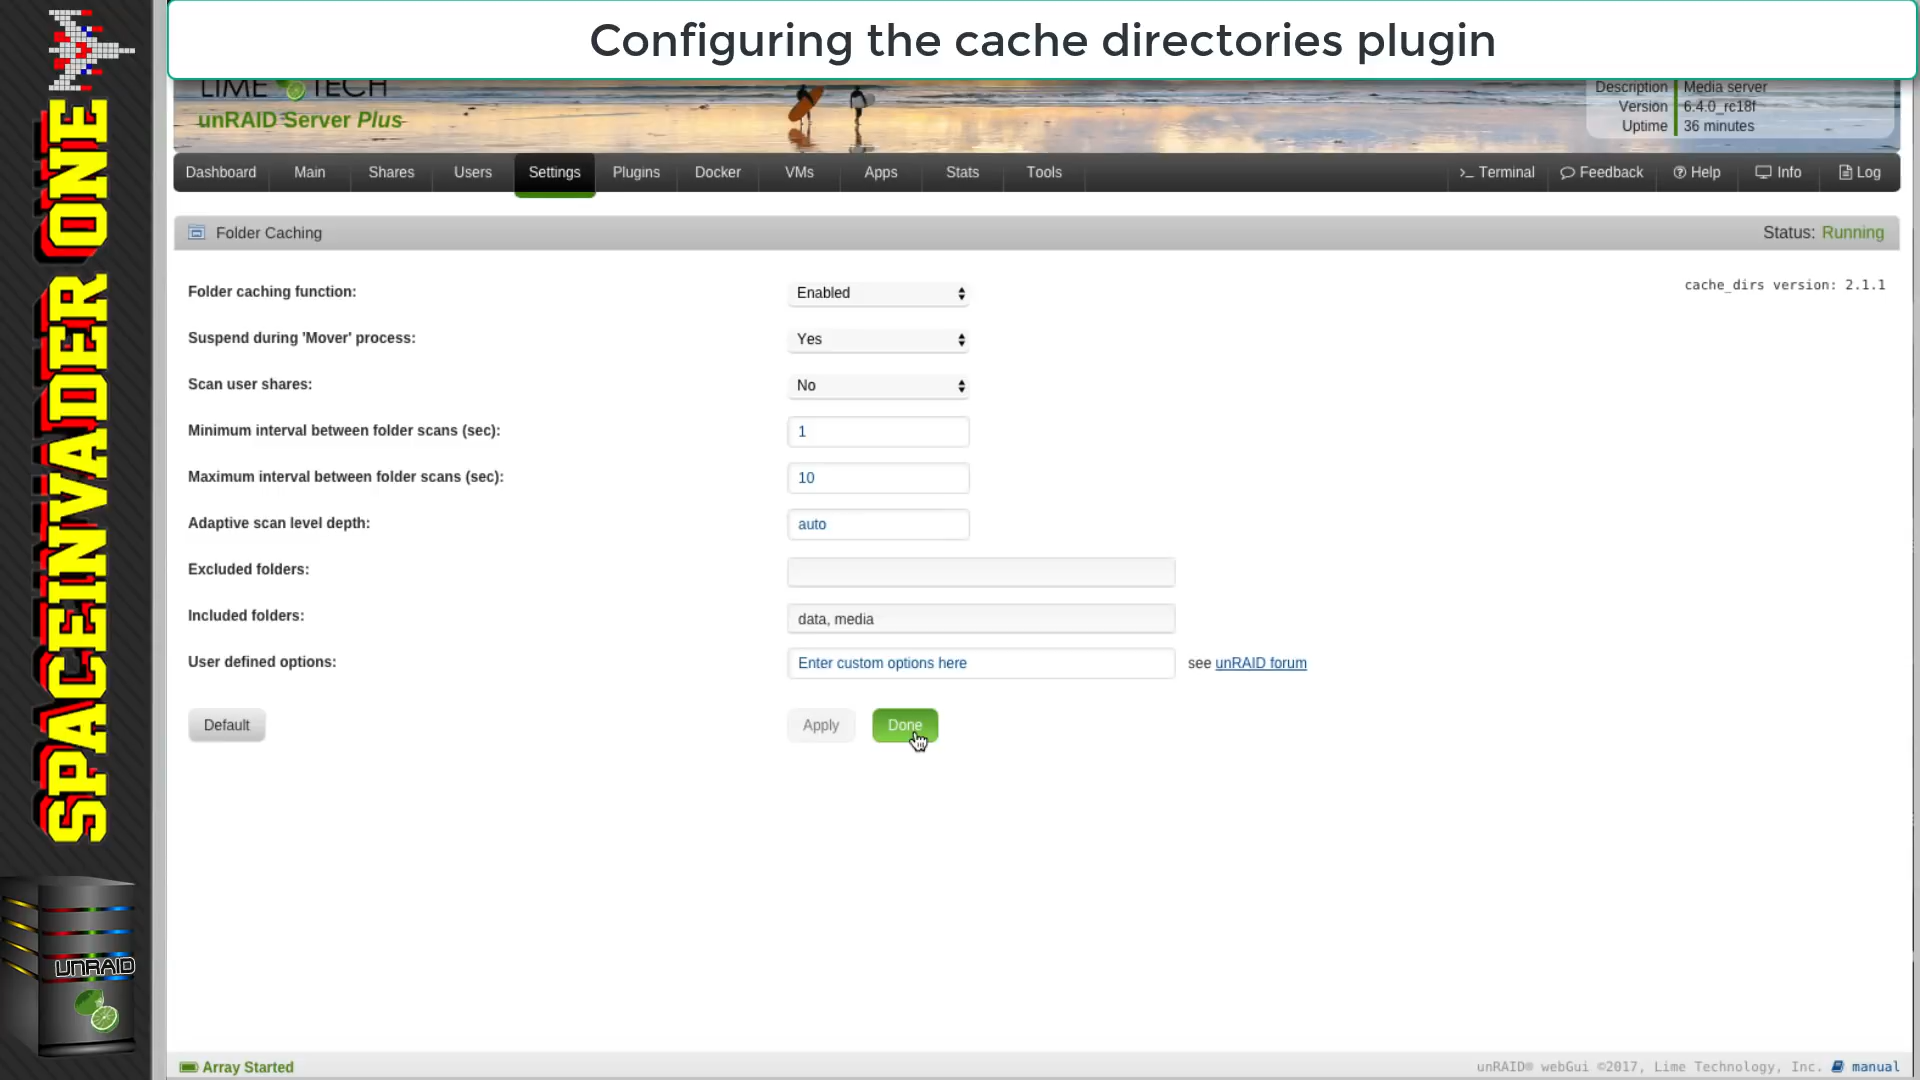 Configuring the cache directories plugin
SPACEINVADER ONE
LIME TECH
unRAID Server Plus
Description Media server
Version 6.4.0_rc18f
Uptime 36 minutes
Dashboard Main Shares Users Settings Plugins Docker VMs Apps Stats Tools >_ Terminal Feedback Help Info Log
Folder Caching Status: Running
cache_dirs version: 2.1.1
Folder caching function: Enabled
Suspend during 'Mover' process: Yes
Scan user shares: No
Minimum interval between folder scans (sec): 1
Maximum interval between folder scans (sec): 10
Adaptive scan level depth: auto
Excluded folders:
Included folders: data, media
User defined options: Enter custom options here see unRAID forum
Default Apply Done
UNRAID
Array Started unRAID® webGui ©2017, Lime Technology, Inc. manual